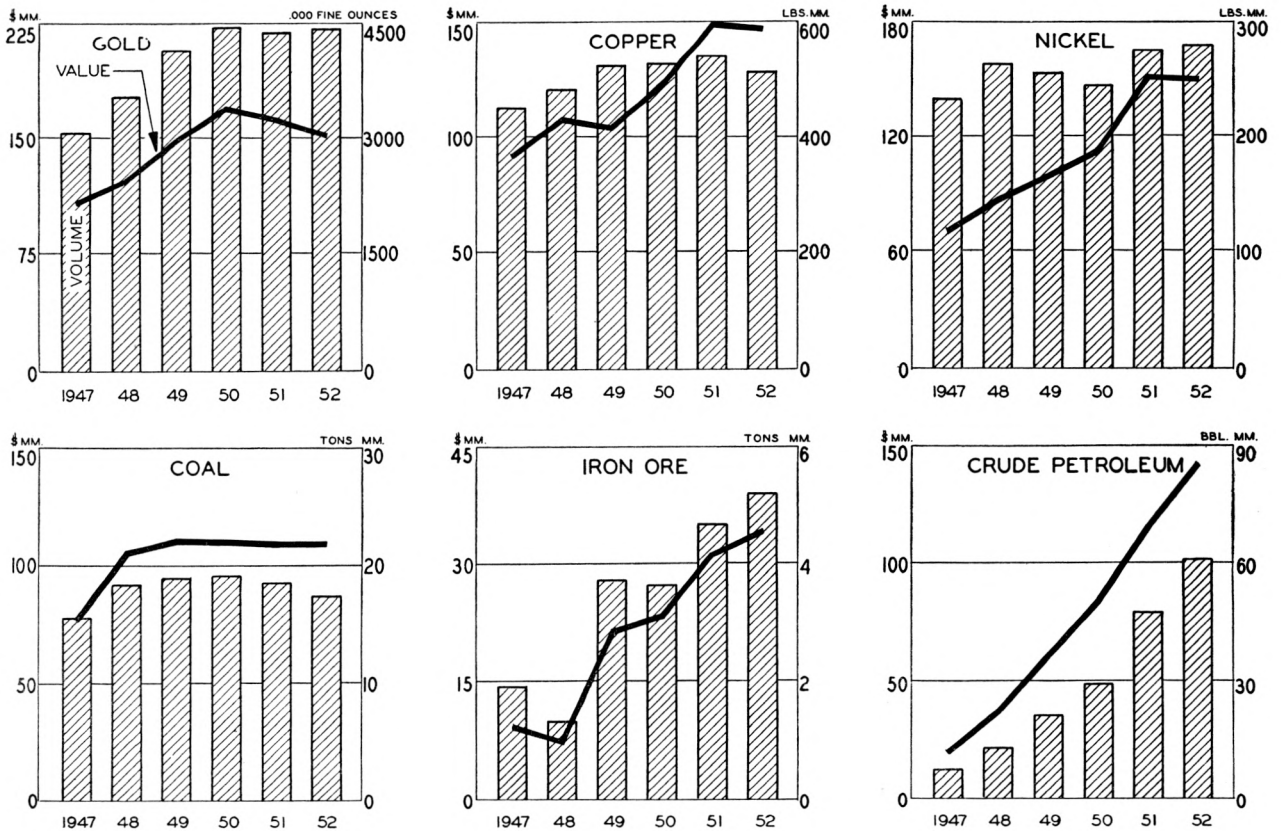 $ MM. .000 FINE OUNCES
225 GOLD 4500
VALUE
150 3000
75 VOLUME 1500
0 0
1947 48 49 50 51 52
$ MM. LBS. MM.
150 COPPER 600
100 400
50 200
0 0
1947 48 49 50 51 52
$ MM. LBS. MM.
180 NICKEL 300
120 200
60 100
0 0
1947 48 49 50 51 52
$ MM. TONS MM.
150 COAL 30
100 20
50 10
0 0
1947 48 49 50 51 52
$ MM. TONS MM.
45 IRON ORE 6
30 4
15 2
0 0
1947 48 49 50 51 52
$ MM. BBL. MM.
150 CRUDE PETROLEUM 90
100 60
50 30
0 0
1947 48 49 50 51 52